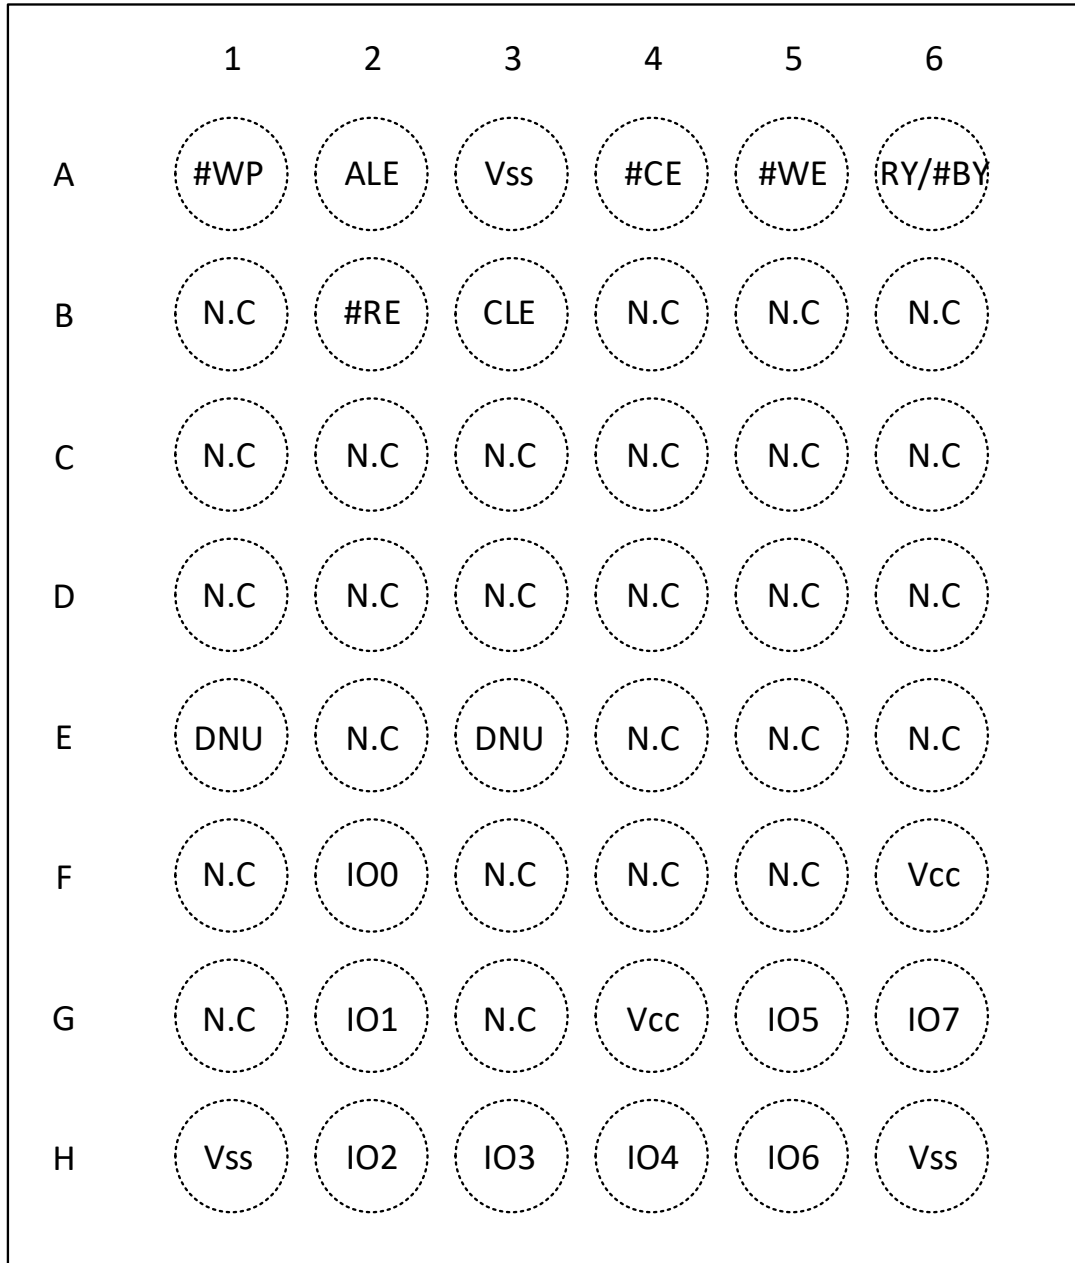 1 2 3 4 5 6
A #WP ALE Vss #CE #WE RY/#BY
B N.C #RE CLE N.C N.C N.C
C N.C N.C N.C N.C N.C N.C
D N.C N.C N.C N.C N.C N.C
E DNU N.C DNU N.C N.C N.C
F N.C IO0 N.C N.C N.C Vcc
G N.C IO1 N.C Vcc IO5 IO7
H Vss IO2 IO3 IO4 IO6 Vss